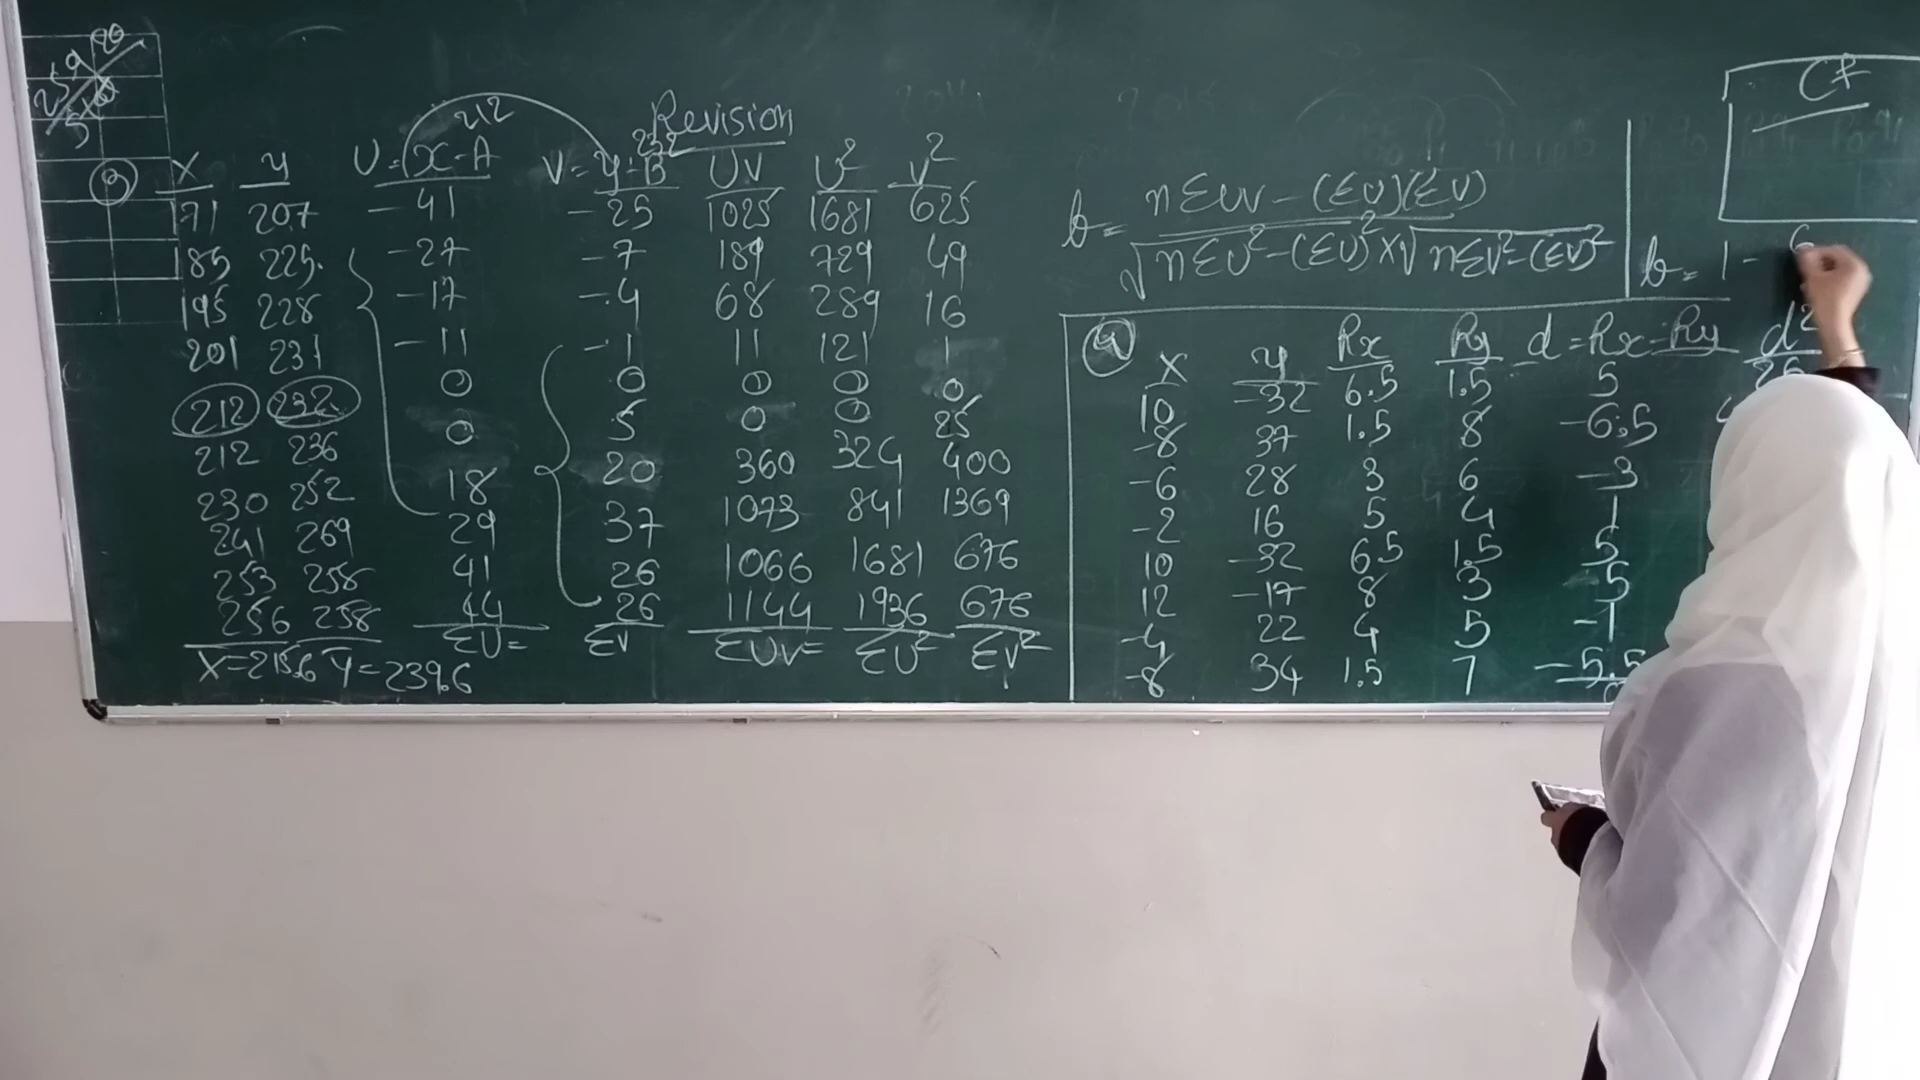 Revision
③
x y U = (x-A 212 V = y-B 232 UV U² V²
171 207 -41 -25 1025 1681 625
185 225 -27 -7 189 729 49
195 228 -17 -4 68 289 16
201 231 -11 -1 11 121 1
212 232 0 0 0 0 0
212 236 0 5 0 0 25
230 252 18 20 360 324 400
241 269 29 37 1073 841 1369
253 258 41 26 1066 1681 676
256 258 44 26 1144 1936 676
X=215.6 Y=239.6 ΣU= ΣV ΣUV= ΣU² ΣV²
nΣUV - (ΣU)(ΣV)
√nΣU² - (ΣU)² × √nΣV² - (ΣV)²
CF
= 1 - 6
x y Rx Ry d = Rx - Ry d²
10 -32 6.5 1.5 5
-8 37 1.5 8 -6.5
-6 28 3 6 -3
-2 16 5 4 1
10 -32 6.5 1.5 5
12 -17 8 3 5
-4 22 4 5 -1
-8 34 1.5 7 -5.5